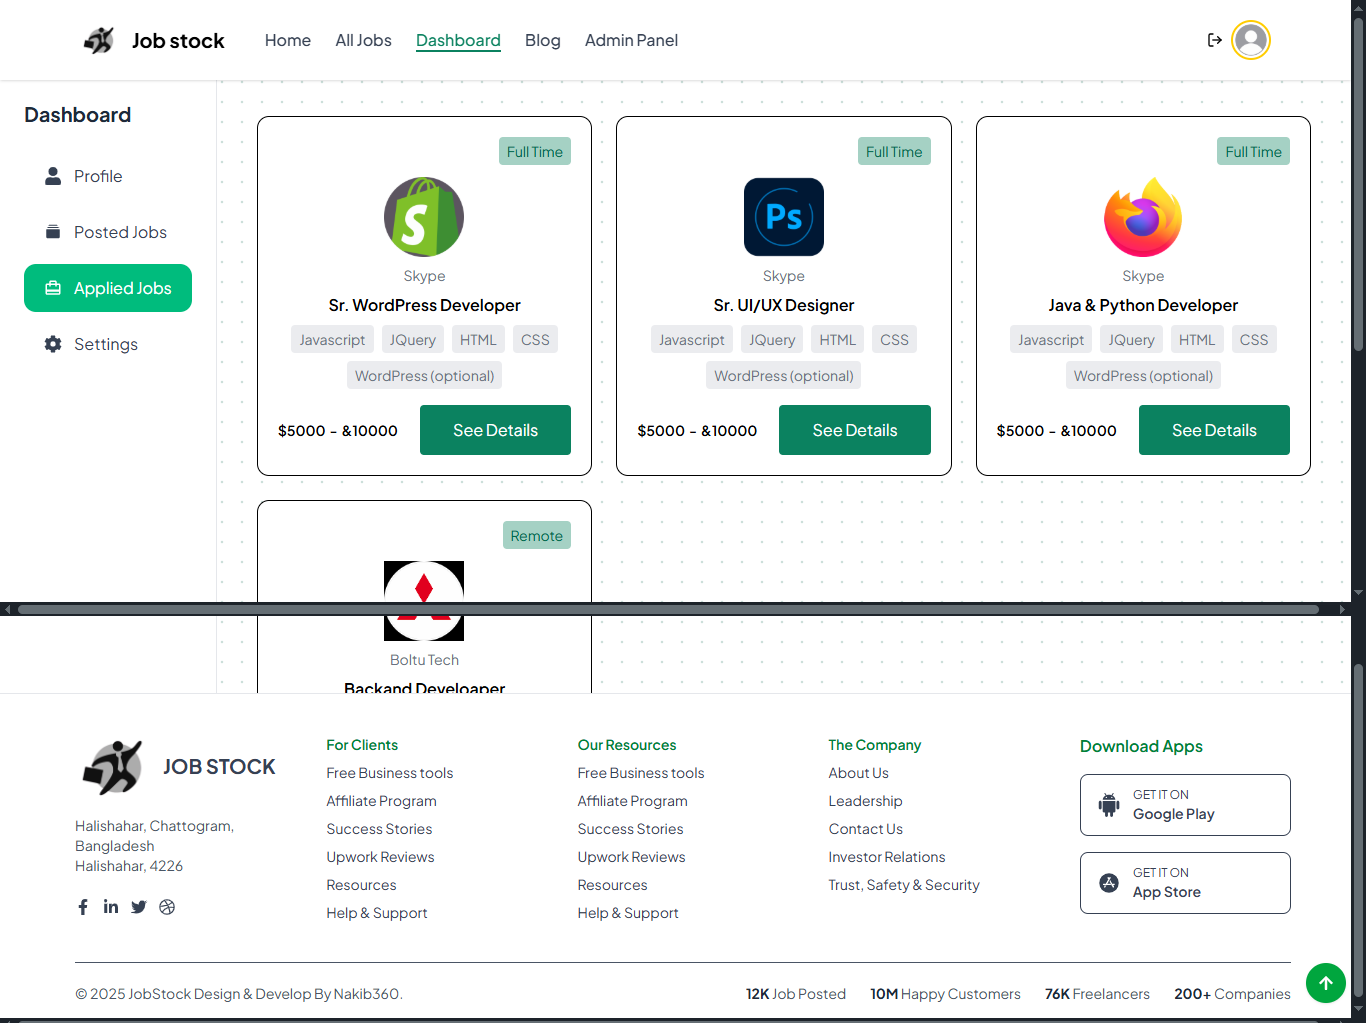 Job stock
Home
All Jobs
Dashboard
Blog
Admin Panel
Dashboard
Profile
Posted Jobs
Applied Jobs
Settings
Full Time
Skype
Sr. WordPress Developer
Javascript
JQuery
HTML
CSS
WordPress (optional)
$5000 - &10000
See Details
Full Time
Ps
Skype
Sr. UI/UX Designer
Javascript
JQuery
HTML
CSS
WordPress (optional)
$5000 - &10000
See Details
Full Time
Skype
Java & Python Developer
Javascript
JQuery
HTML
CSS
WordPress (optional)
$5000 - &10000
See Details
Remote
Boltu Tech
Backand Develoaper
JOB STOCK
Halishahar, Chattogram,
Bangladesh
Halishahar, 4226
For Clients
Free Business tools
Affiliate Program
Success Stories
Upwork Reviews
Resources
Help & Support
Our Resources
Free Business tools
Affiliate Program
Success Stories
Upwork Reviews
Resources
Help & Support
The Company
About Us
Leadership
Contact Us
Investor Relations
Trust, Safety & Security
Download Apps
GET IT ON
Google Play
GET IT ON
App Store
© 2025 JobStock Design & Develop By Nakib360.
12K Job Posted
10M Happy Customers
76K Freelancers
200+ Companies